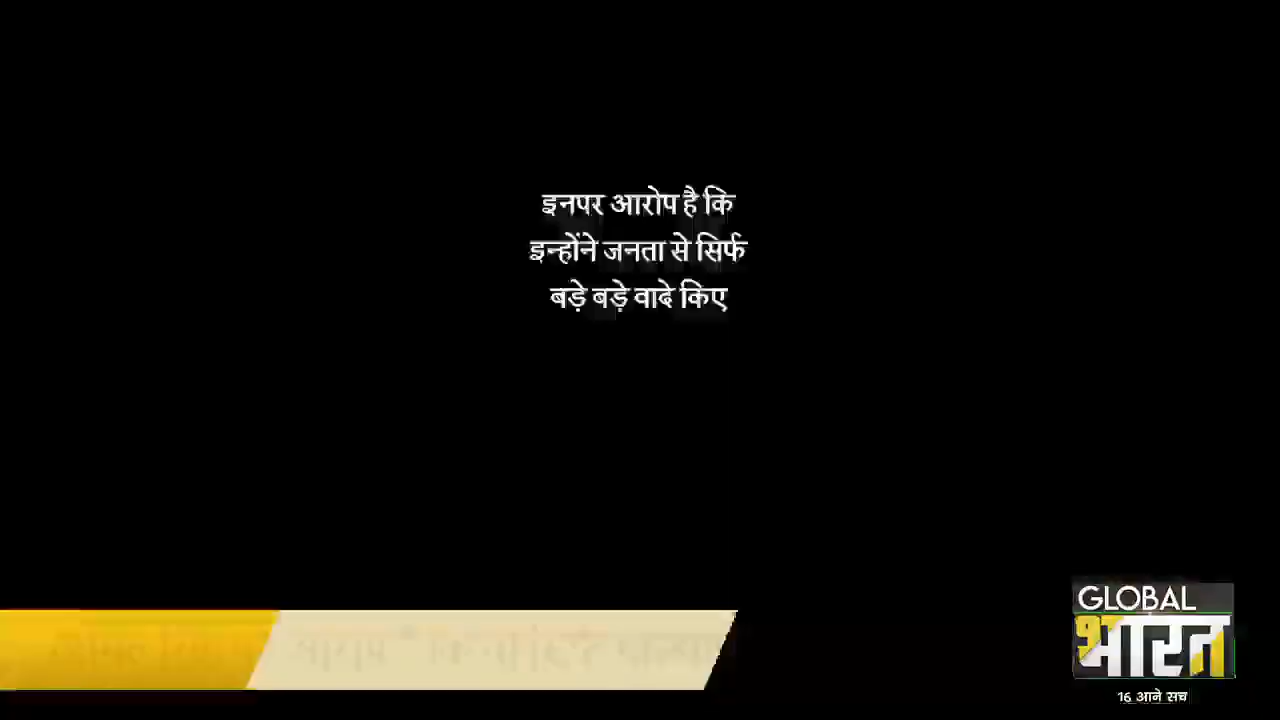 इनपर आरोप है कि
इन्होंने जनता से सिर्फ
बड़े बड़े वादे किए
GLOBAL
भारत
16 आने सच